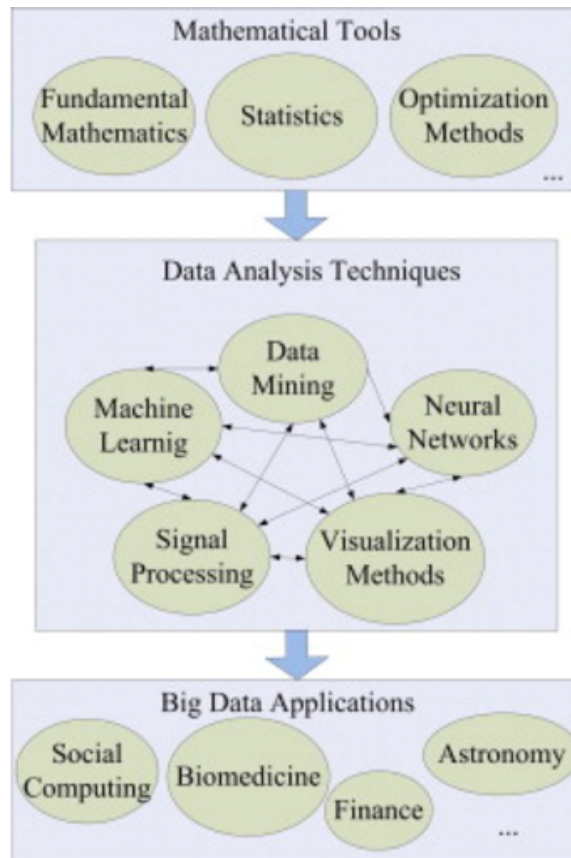 Mathematical Tools
Fundamental
Mathematics
Statistics
Optimization
Methods
...
Data Analysis Techniques
Data
Mining
Machine
Learnig
Neural
Networks
Signal
Processing
Visualization
Methods
Big Data Applications
Social
Computing
Biomedicine
Finance
Astronomy
...